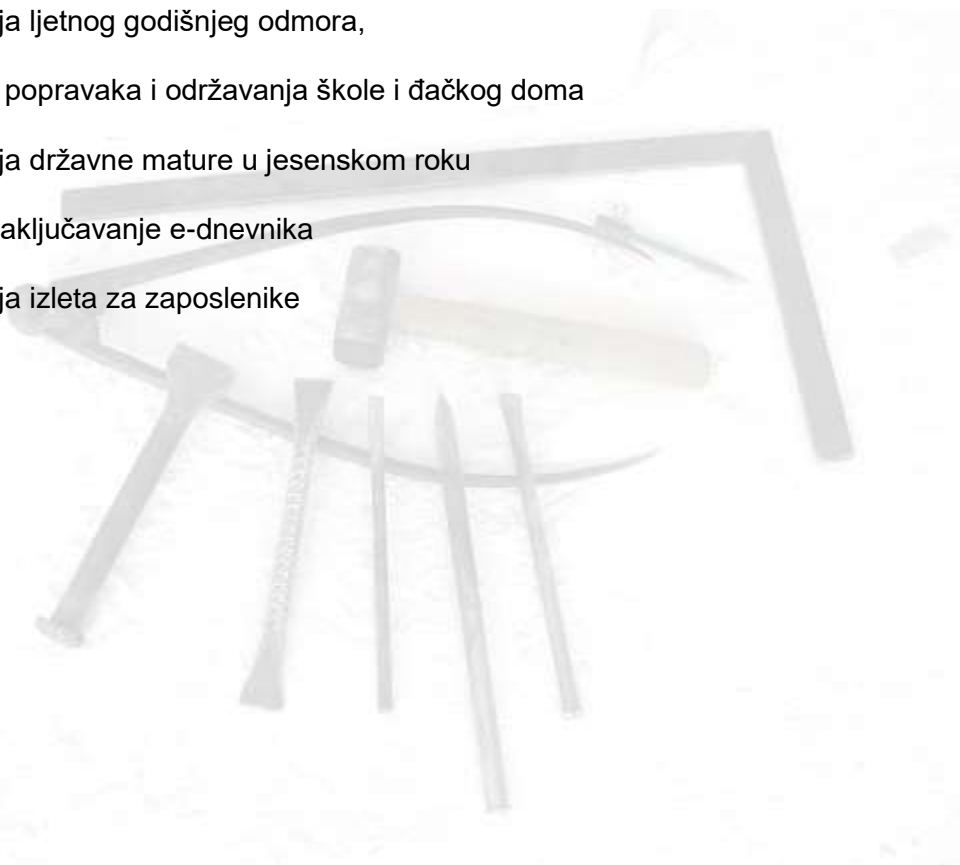 ja ljetnog godišnjeg odmora,
popravaka i održavanja škole i đačkog doma
ja državne mature u jesenskom roku
aključavanje e-dnevnika
ja izleta za zaposlenike